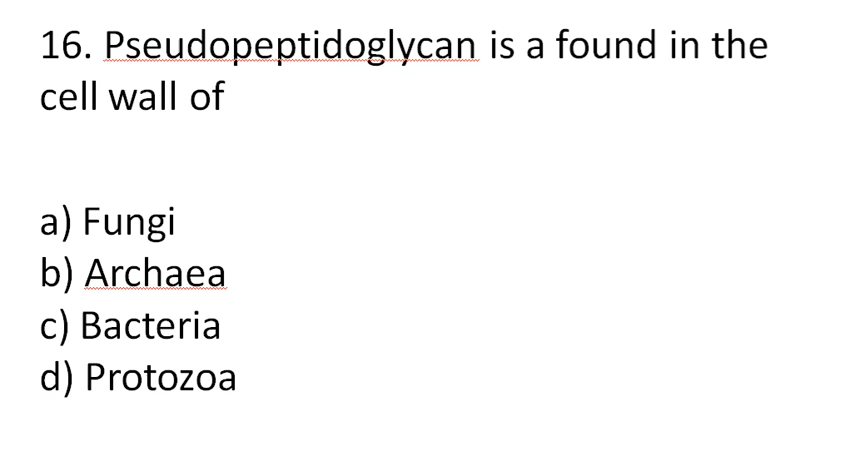 16. Pseudopeptidoglycan is a found in the
cell wall of
a) Fungi
b) Archaea
c) Bacteria
d) Protozoa